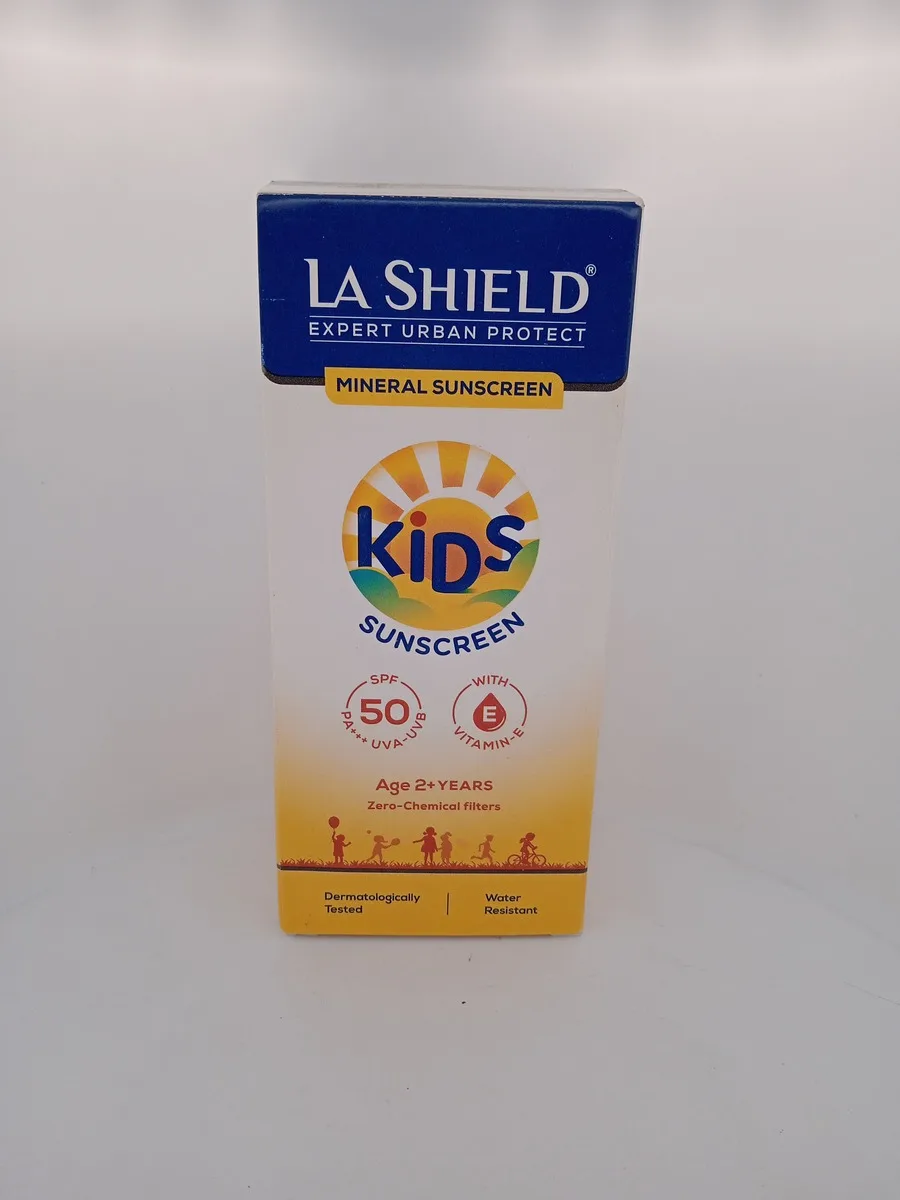 LA SHIELD®
EXPERT URBAN PROTECT
MINERAL SUNSCREEN
KiDS
SUNSCREEN
SPF
50
PA+++ UVA-UVB
WITH
E
VITAMIN-E
Age 2+ YEARS
Zero-Chemical filters
Dermatologically
Tested
Water
Resistant